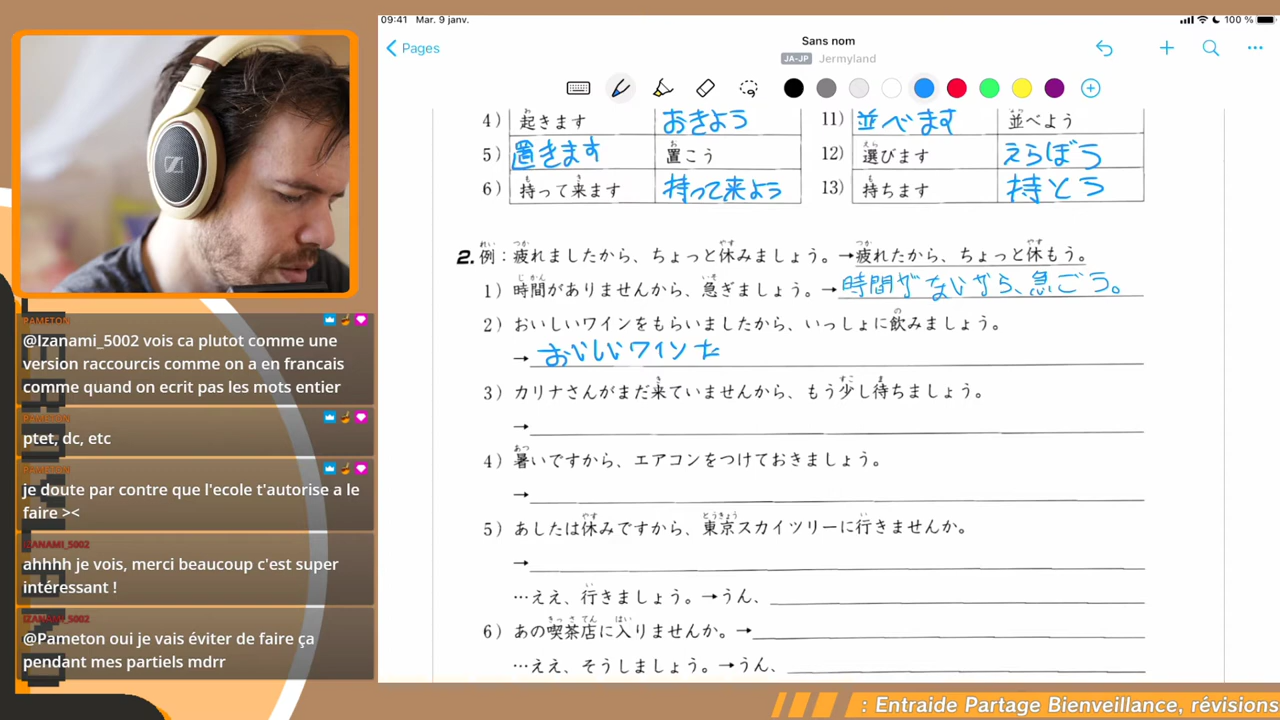 09:41 Mar. 9 janv.
100 %
Pages
Sans nom
JA-JP Jermyland
4) 起きます おきよう 11) 並べます 並べよう
5) 置きます 置こう 12) 選びます えらぼう
6) 持って来ます 持って来よう 13) 持ちます 持とう
2. 例：疲れましたから、ちょっと休みましょう。→疲れたから、ちょっと休もう。
1) 時間がありませんから、急ぎましょう。→時間がないから、急ごう。
2) おいしいワインをもらいましたから、いっしょに飲みましょう。
→ おいしいワインた
3) カリナさんがまだ来ていませんから、もう少し待ちましょう。
→
4) 暑いですから、エアコンをつけておきましょう。
→
5) あしたは休みですから、東京スカイツリーに行きませんか。
→
…ええ、行きましょう。→うん、
6) あの喫茶店に入りませんか。→
…ええ、そうしましょう。→うん、
PAMETON
@Izanami_5002 vois ca plutot comme une
version raccourcis comme on a en francais
comme quand on ecrit pas les mots entier
PAMETON
ptet, dc, etc
PAMETON
je doute par contre que l'ecole t'autorise a le
faire ><
IZANAMI_5002
ahhhh je vois, merci beaucoup c'est super
intéressant !
IZANAMI_5002
@Pameton oui je vais éviter de faire ça
pendant mes partiels mdrr
: Entraide Partage Bienveillance, révisions